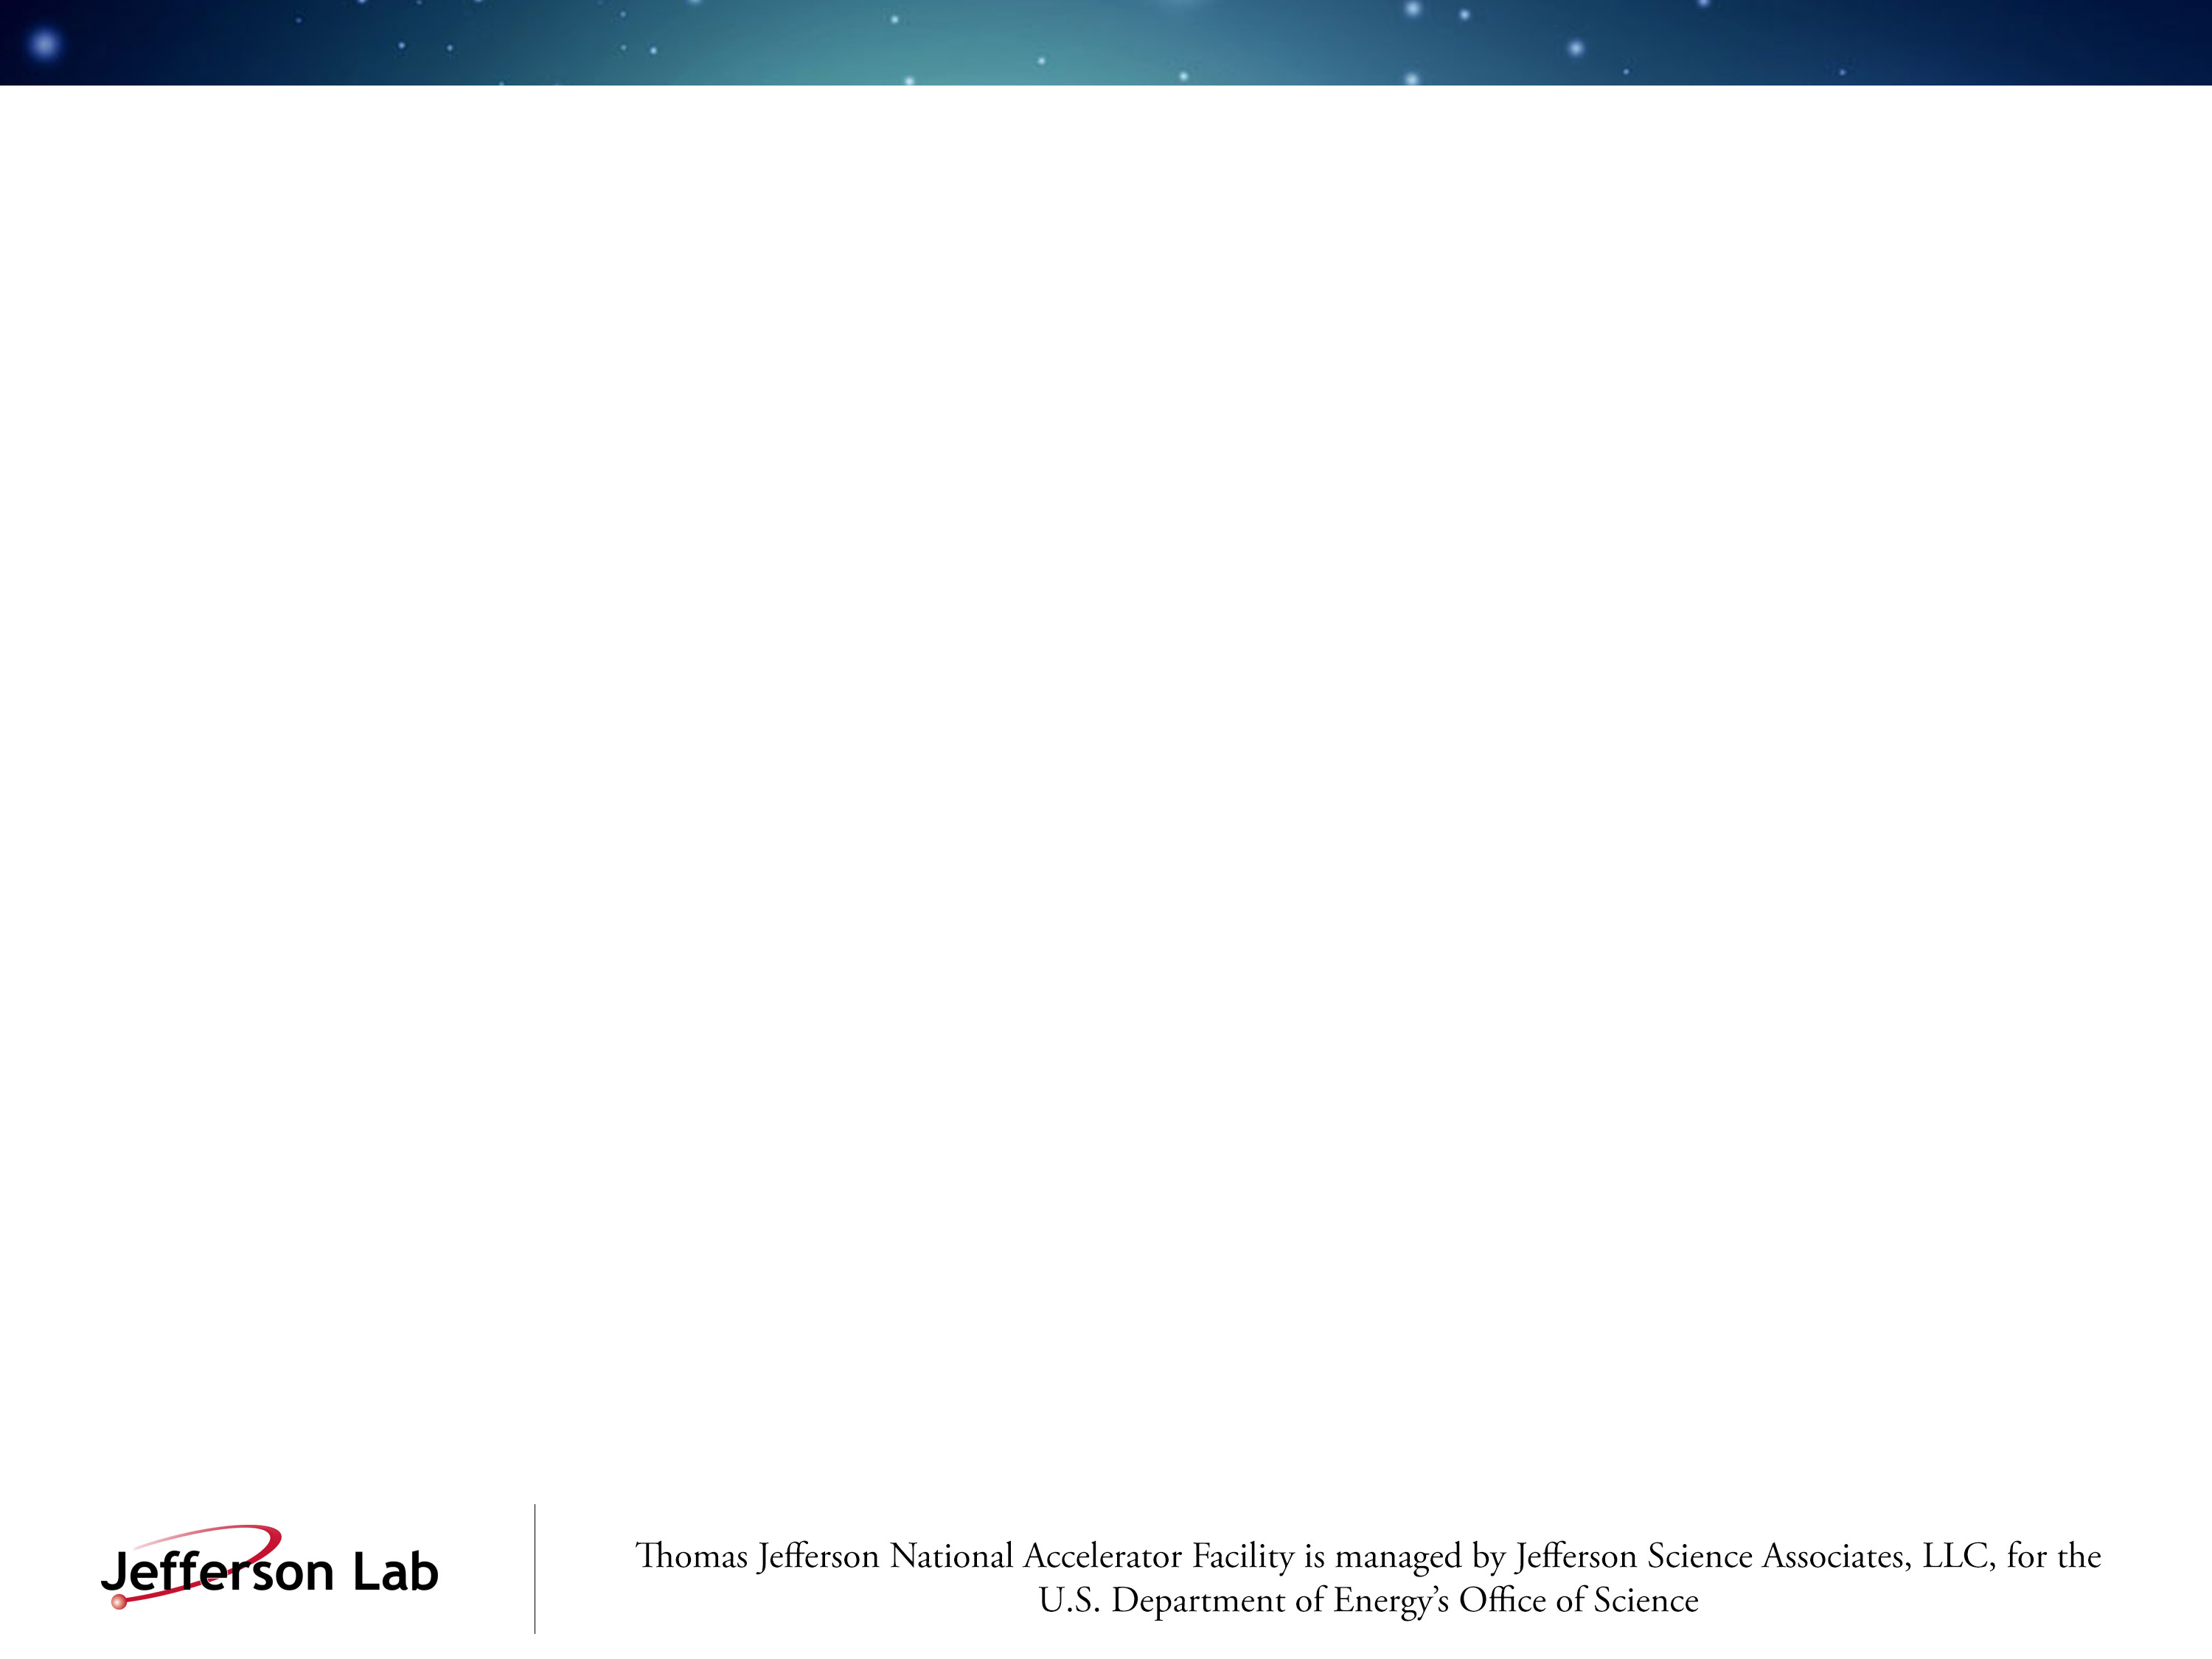 Jefferson Lab
Thomas Jefferson National Accelerator Facility is managed by Jefferson Science Associates, LLC, for the
U.S. Department of Energy’s Office of Science